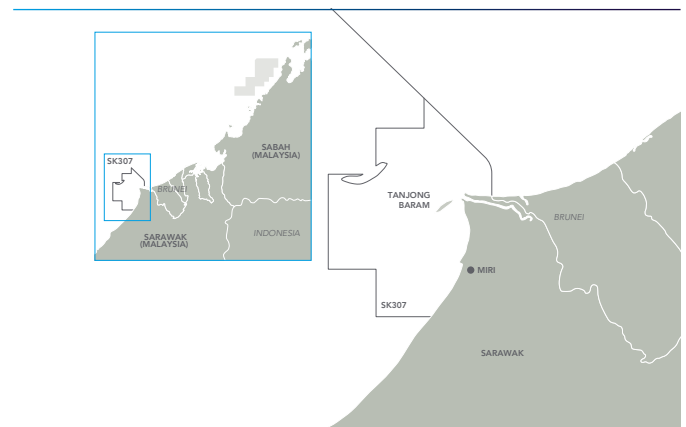 SK307
SABAH
(MALAYSIA)
BRUNEI
SARAWAK
(MALAYSIA)
INDONESIA
TANJONG
BARAM
BRUNEI
MIRI
SK307
SARAWAK